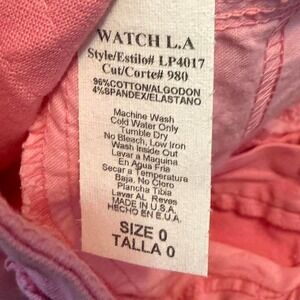 WATCH L.A
Style/Estilo# LP4017
Cut/Corte# 980
96%COTTON/ALGODON
4%SPANDEX/ELASTANO
Machine Wash
Cold Water Only
Tumble Dry
No Bleach, Low Iron
Wash Inside Out
Lavar a Maquina
En Agua Fria
Secar a Temperatura
Baja, No Cloro
Plancha Tibia
Lavar AL Reves
MADE IN U.S.A.
HECHO EN E.U.A.
SIZE 0
TALLA 0